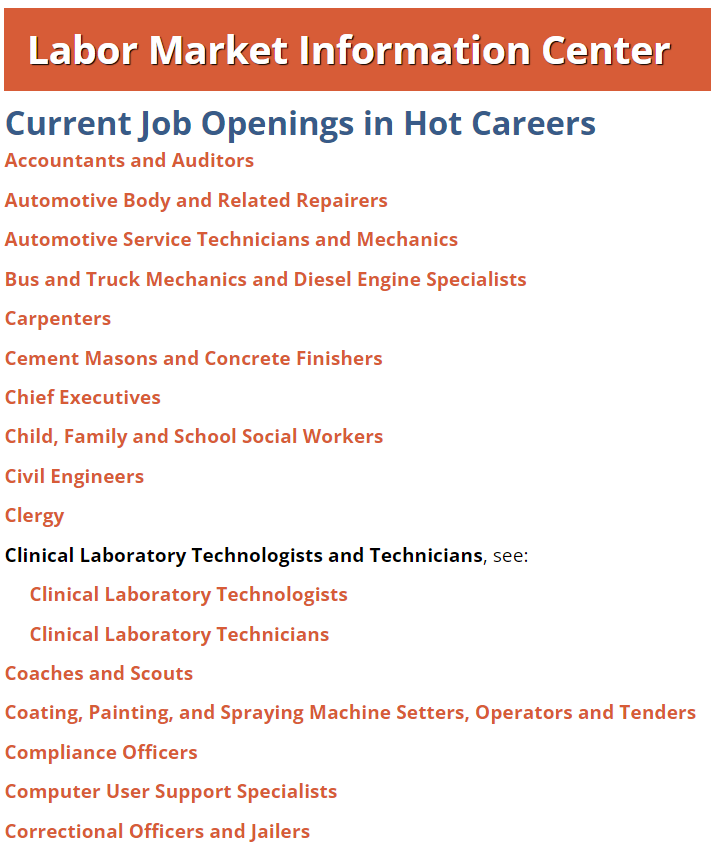 Labor Market Information Center
Current Job Openings in Hot Careers
Accountants and Auditors
Automotive Body and Related Repairers
Automotive Service Technicians and Mechanics
Bus and Truck Mechanics and Diesel Engine Specialists
Carpenters
Cement Masons and Concrete Finishers
Chief Executives
Child, Family and School Social Workers
Civil Engineers
Clergy
Clinical Laboratory Technologists and Technicians, see:
Clinical Laboratory Technologists
Clinical Laboratory Technicians
Coaches and Scouts
Coating, Painting, and Spraying Machine Setters, Operators and Tenders
Compliance Officers
Computer User Support Specialists
Correctional Officers and Jailers